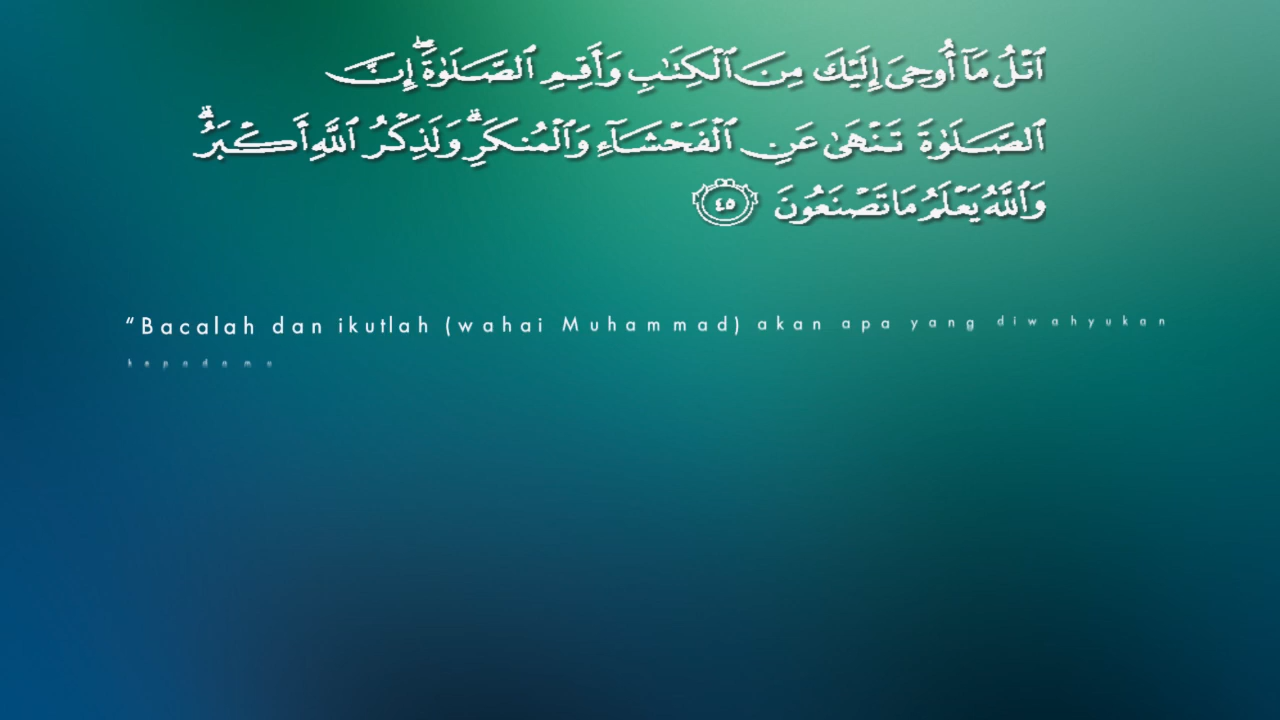 ٱتۡلُ مَآ أُوحِىَ إِلَيۡكَ مِنَ ٱلۡكِتَٰبِ وَأَقِمِ ٱلصَّلَوٰةَۖ إِنَّ
ٱلصَّلَوٰةَ تَنۡهَىٰ عَنِ ٱلۡفَحۡشَآءِ وَٱلۡمُنكَرِۗ وَلَذِكۡرُ ٱللَّهِ أَكۡبَرُۗ
وَٱللَّهُ يَعۡلَمُ مَا تَصۡنَعُونَ ٤٥
“Bacalah dan ikutlah (wahai Muhammad) akan apa yang diwahyukan
kepadamu